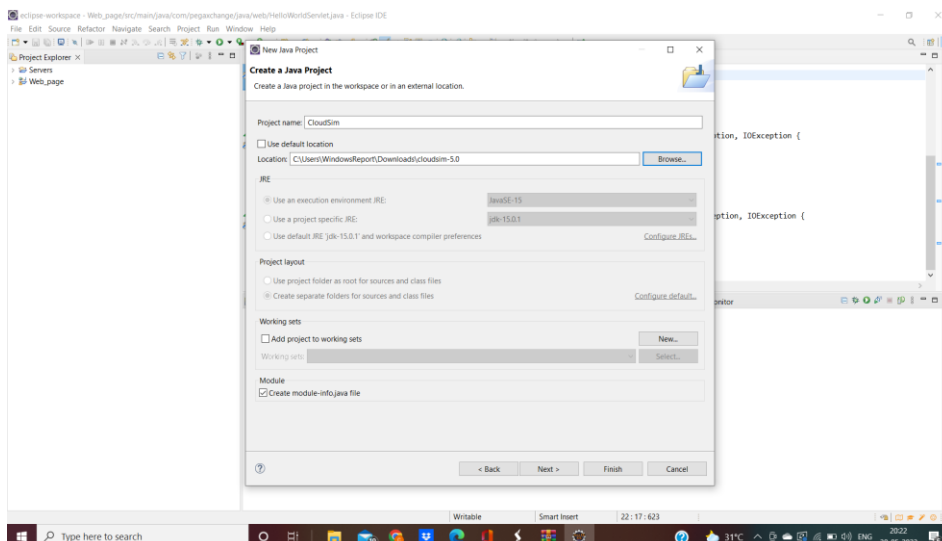 eclipse-workspace - Web_page/src/main/java/com/pegaxchange/java/web/HelloWorldServlet.java - Eclipse IDE
File Edit Source Refactor Navigate Search Project Run Window Help
Project Explorer
Servers
Web_page
New Java Project
Create a Java Project
Create a Java project in the workspace or in an external location.
Project name: CloudSim
Use default location
Location: C:\Users\WindowsReport\Downloads\cloudsim-5.0 Browse...
JRE
Use an execution environment JRE: JavaSE-15
Use a project specific JRE: jdk-15.0.1
Use default JRE 'jdk-15.0.1' and workspace compiler preferences Configure JREs...
Project layout
Use project folder as root for sources and class files
Create separate folders for sources and class files Configure default...
Working sets
Add project to working sets New...
Working sets: Select...
Module
Create module-info.java file
< Back Next > Finish Cancel
ption, IOException {
eption, IOException {
onitor
Writable Smart Insert 22 : 17 : 623
Type here to search
31°C ENG 20:22